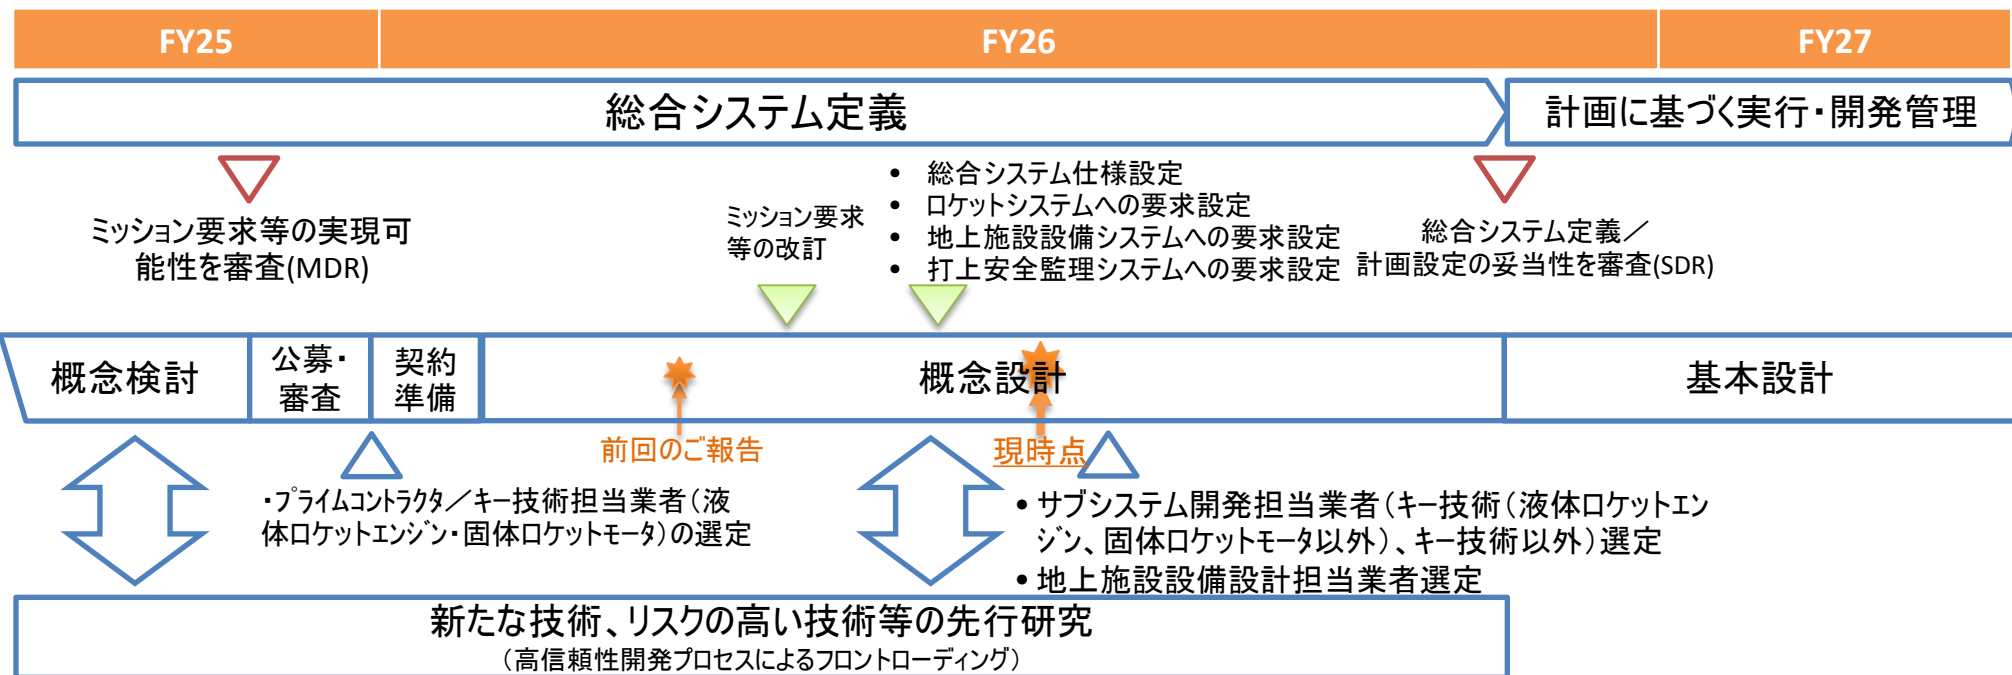 FY25
FY26
FY27
総合システム定義
計画に基づく実行・開発管理
ミッション要求等の実現可
能性を審査(MDR)
ミッション要求
等の改訂
• 総合システム仕様設定
• ロケットシステムへの要求設定
• 地上施設設備システムへの要求設定
• 打上安全監理システムへの要求設定
総合システム定義／
計画設定の妥当性を審査(SDR)
概念検討
公募・
審査
契約
準備
概念設計
基本設計
前回のご報告
現時点
・プライムコントラクタ／キー技術担当業者（液
体ロケットエンジン・固体ロケットモータ）の選定
• サブシステム開発担当業者（キー技術（液体ロケットエン
ジン、固体ロケットモータ以外）、キー技術以外）選定
• 地上施設設備設計担当業者選定
新たな技術、リスクの高い技術等の先行研究
（高信頼性開発プロセスによるフロントローディング）